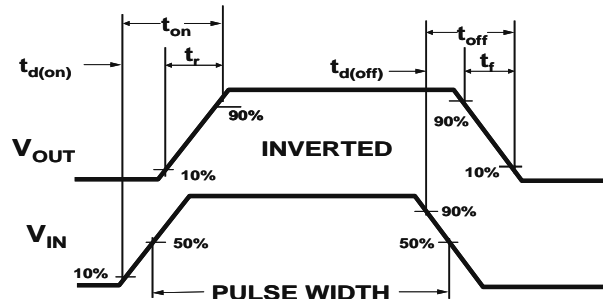 t_on
t_off
t_d(on)
t_r
t_d(off)
t_f
90%
90%
V_OUT
INVERTED
10%
10%
V_IN
90%
50%
50%
10%
PULSE WIDTH